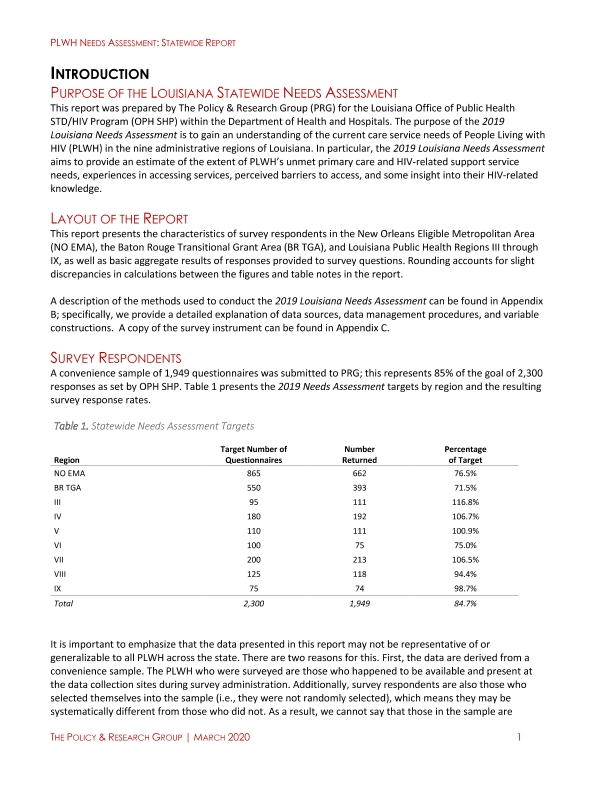 PLWH NEEDS ASSESSMENT: STATEWIDE REPORT
INTRODUCTION
PURPOSE OF THE LOUISIANA STATEWIDE NEEDS ASSESSMENT
This report was prepared by The Policy & Research Group (PRG) for the Louisiana Office of Public Health
STD/HIV Program (OPH SHP) within the Department of Health and Hospitals. The purpose of the 2019
Louisiana Needs Assessment is to gain an understanding of the current care service needs of People Living with
HIV (PLWH) in the nine administrative regions of Louisiana. In particular, the 2019 Louisiana Needs Assessment
aims to provide an estimate of the extent of PLWH's unmet primary care and HIV-related support service
needs, experiences in accessing services, perceived barriers to access, and some insight into their HIV-related
knowledge.
LAYOUT OF THE REPORT
This report presents the characteristics of survey respondents in the New Orleans Eligible Metropolitan Area
(NO EMA), the Baton Rouge Transitional Grant Area (BR TGA), and Louisiana Public Health Regions III through
IX, as well as basic aggregate results of responses provided to survey questions. Rounding accounts for slight
discrepancies in calculations between the figures and table notes in the report.
A description of the methods used to conduct the 2019 Louisiana Needs Assessment can be found in Appendix
B; specifically, we provide a detailed explanation of data sources, data management procedures, and variable
constructions. A copy of the survey instrument can be found in Appendix C.
SURVEY RESPONDENTS
A convenience sample of 1,949 questionnaires was submitted to PRG; this represents 85% of the goal of 2,300
responses as set by OPH SHP. Table 1 presents the 2019 Needs Assessment targets by region and the resulting
survey response rates.
Table 1. Statewide Needs Assessment Targets
Region Target Number of Questionnaires Number Returned Percentage of Target
NO EMA 865 662 76.5%
BR TGA 550 393 71.5%
III 95 111 116.8%
IV 180 192 106.7%
V 110 111 100.9%
VI 100 75 75.0%
VII 200 213 106.5%
VIII 125 118 94.4%
IX 75 74 98.7%
Total 2,300 1,949 84.7%
It is important to emphasize that the data presented in this report may not be representative of or
generalizable to all PLWH across the state. There are two reasons for this. First, the data are derived from a
convenience sample. The PLWH who were surveyed are those who happened to be available and present at
the data collection sites during survey administration. Additionally, survey respondents are also those who
selected themselves into the sample (i.e., they were not randomly selected), which means they may be
systematically different from those who did not. As a result, we cannot say that those in the sample are
THE POLICY & RESEARCH GROUP | MARCH 2020 1